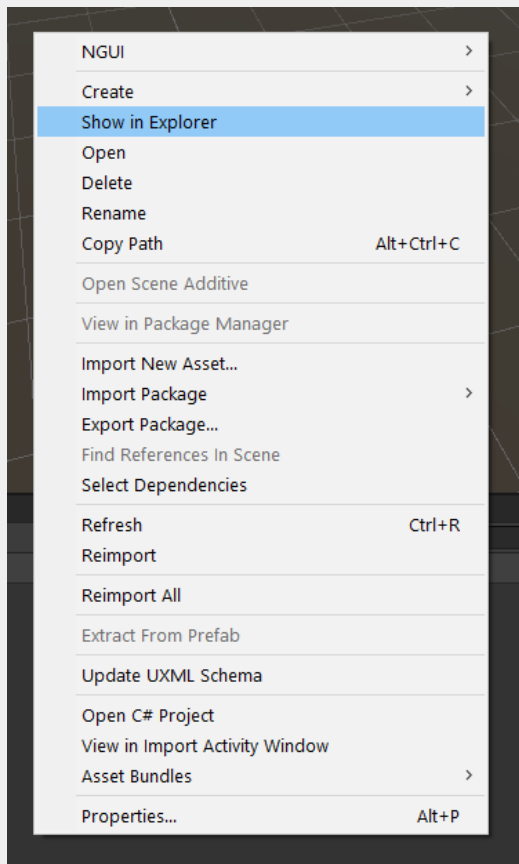 NGUI
Create
Show in Explorer
Open
Delete
Rename
Copy Path Alt+Ctrl+C
Open Scene Additive
View in Package Manager
Import New Asset...
Import Package
Export Package...
Find References In Scene
Select Dependencies
Refresh Ctrl+R
Reimport
Reimport All
Extract From Prefab
Update UXML Schema
Open C# Project
View in Import Activity Window
Asset Bundles
Properties... Alt+P